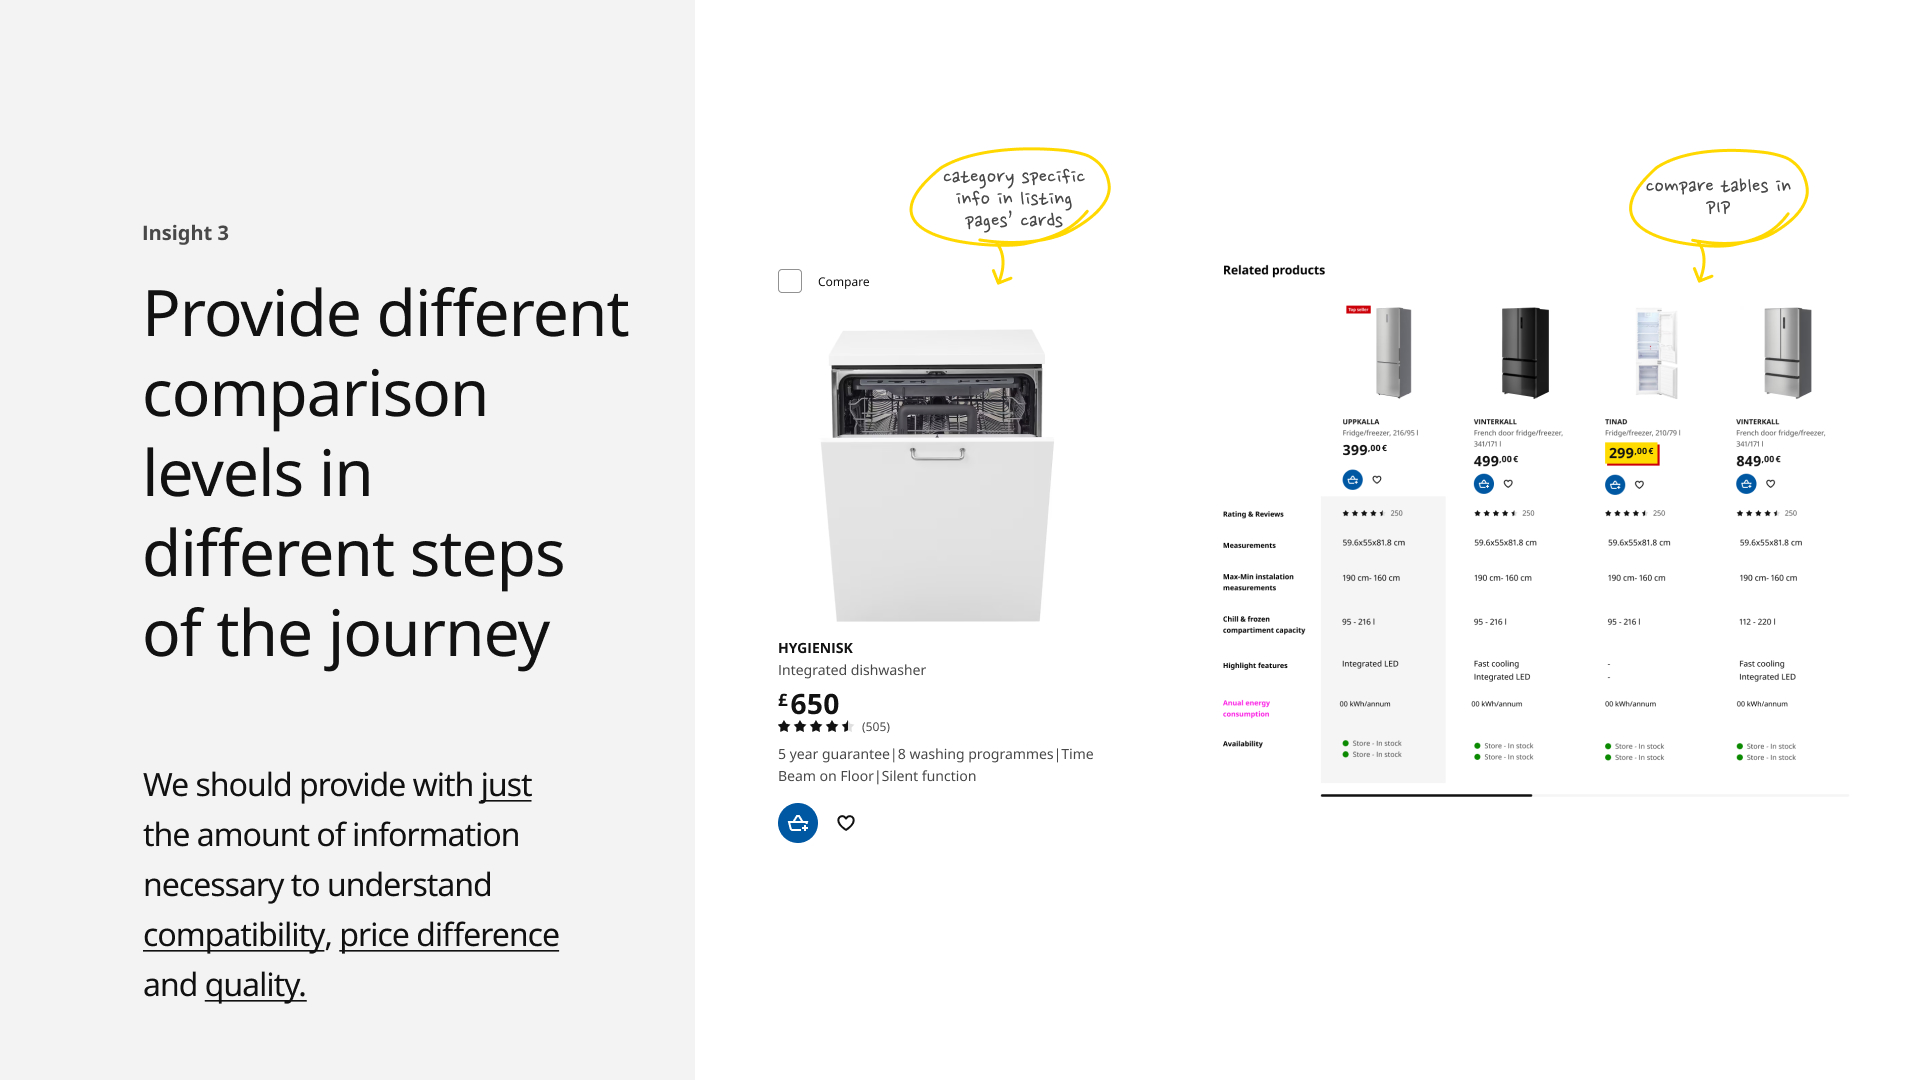 Insight 3
Provide different
comparison
levels in
different steps
of the journey
We should provide with just
the amount of information
necessary to understand
compatibility, price difference
and quality.
category specific
info in listing
pages' cards
Compare
HYGIENISK
Integrated dishwasher
£650
(505)
5 year guarantee|8 washing programmes|Time
Beam on Floor|Silent function
compare tables in
PIP
Related products
Top seller
UPPKALLA
Fridge/freezer, 216/95 l
399.00€
VINTERKALL
French door fridge/freezer,
341/171 l
499.00€
TINAD
Fridge/freezer, 210/79 l
299.00€
VINTERKALL
French door fridge/freezer,
341/171 l
849.00€
Rating & Reviews 250 250 250 250
Measurements 59.6x55x81.8 cm 59.6x55x81.8 cm 59.6x55x81.8 cm 59.6x55x81.8 cm
Max-Min instalation
measurements
190 cm- 160 cm 190 cm- 160 cm 190 cm- 160 cm 190 cm- 160 cm
Chill & frozen
compartiment capacity
95 - 216 l 95 - 216 l 95 - 216 l 112 - 220 l
Highlight features
Integrated LED Fast cooling - Fast cooling
Integrated LED - Integrated LED
Anual energy
consumption
00 kWh/annum 00 kWh/annum 00 kWh/annum 00 kWh/annum
Availability
Store - In stock Store - In stock Store - In stock Store - In stock
Store - In stock Store - In stock Store - In stock Store - In stock